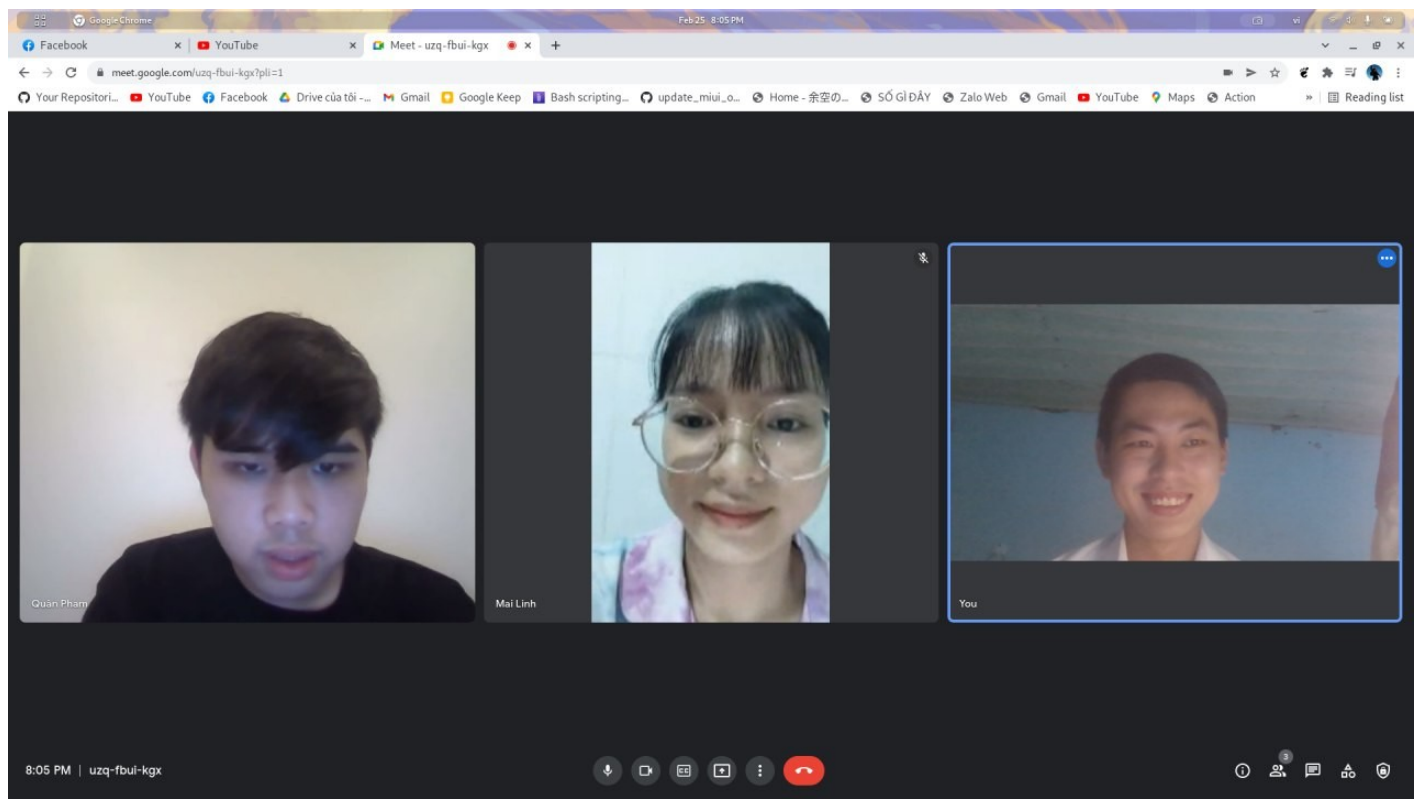 Google Chrome Feb 25 8:05 PM vi
Facebook YouTube Meet - uzq-fbui-kgx
meet.google.com/uzq-fbui-kgx?pli=1
Your Repositori... YouTube Facebook Drive của tôi -... Gmail Google Keep Bash scripting... update_miui_o... Home - 余空の... SỐ GÌ ĐÂY Zalo Web Gmail YouTube Maps Action » Reading list
Quân Pham Mai Linh You
8:05 PM | uzq-fbui-kgx CC 3